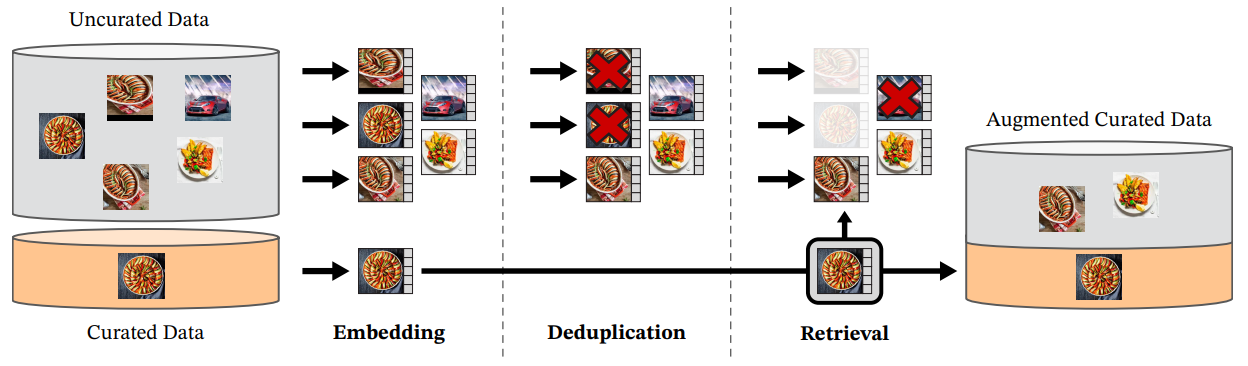 Uncurated Data
Augmented Curated Data
Curated Data
Embedding
Deduplication
Retrieval